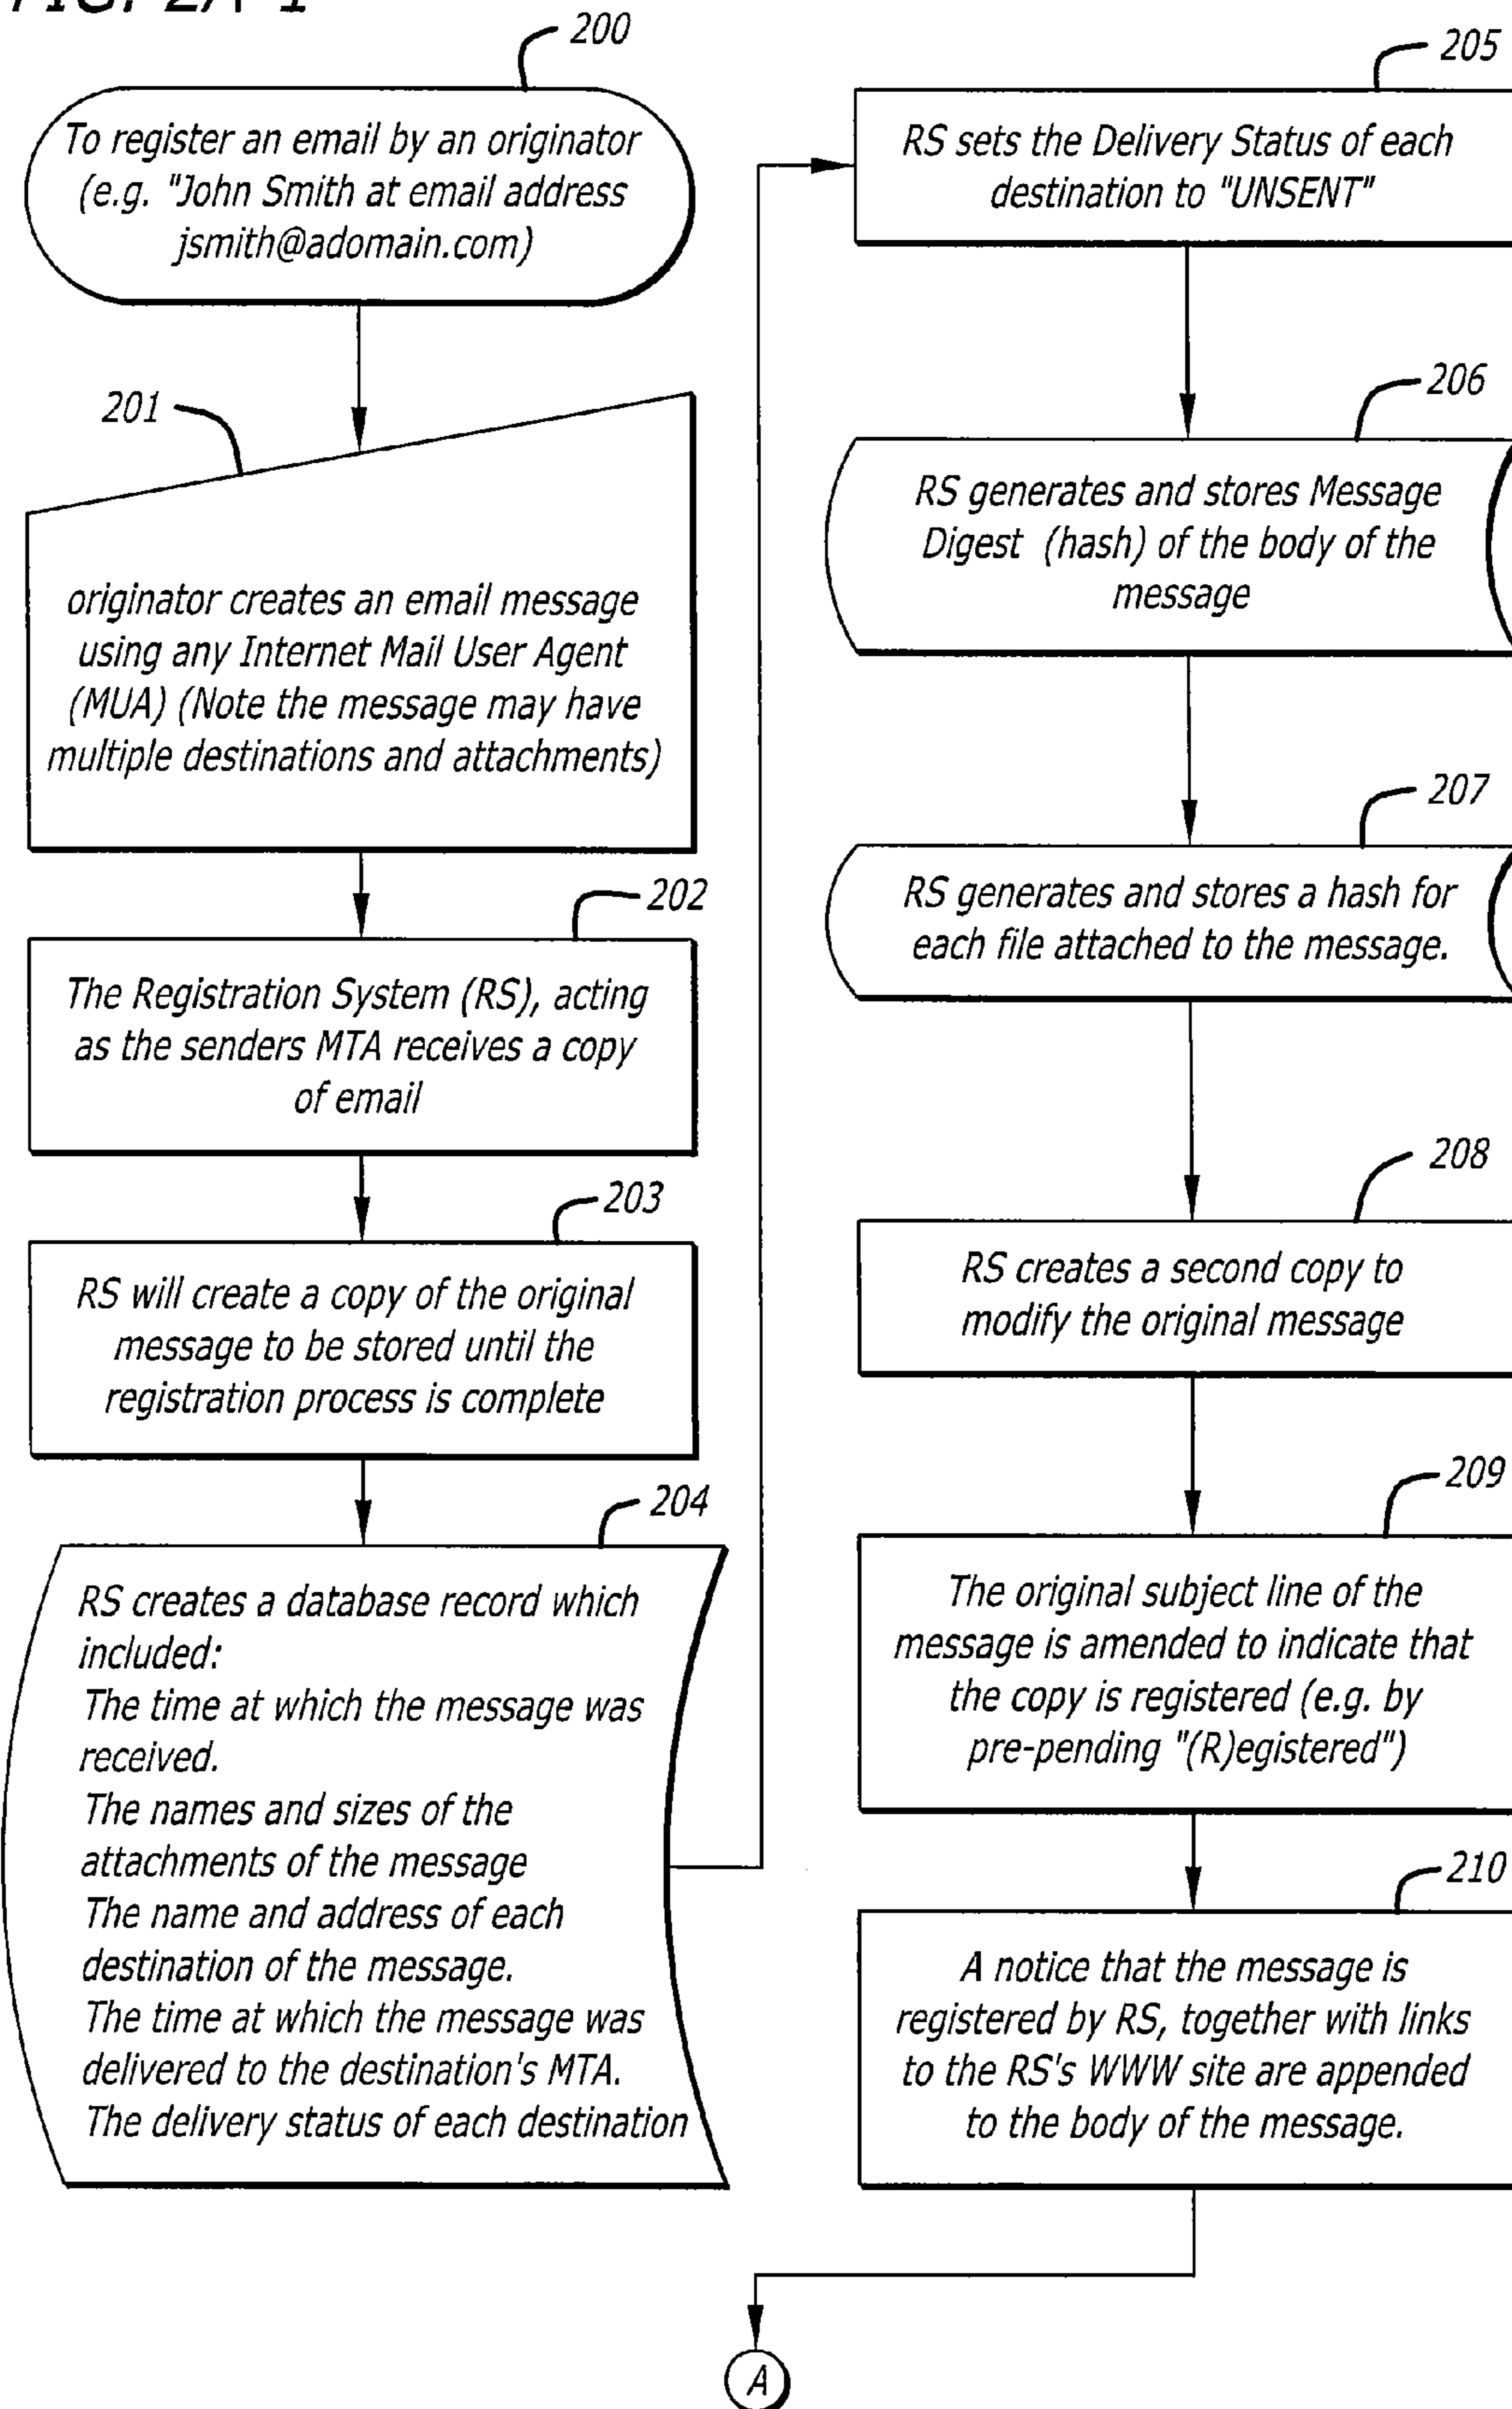 FIG. 2A-1
200
To register an email by an originator
(e.g. "John Smith at email address
jsmith@adomain.com)
201
originator creates an email message
using any Internet Mail User Agent
(MUA) (Note the message may have
multiple destinations and attachments)
202
The Registration System (RS), acting
as the senders MTA receives a copy
of email
203
RS will create a copy of the original
message to be stored until the
registration process is complete
204
RS creates a database record which
included:
The time at which the message was
received.
The names and sizes of the
attachments of the message
The name and address of each
destination of the message.
The time at which the message was
delivered to the destination's MTA.
The delivery status of each destination
205
RS sets the Delivery Status of each
destination to "UNSENT"
206
RS generates and stores Message
Digest (hash) of the body of the
message
207
RS generates and stores a hash for
each file attached to the message.
208
RS creates a second copy to
modify the original message
209
The original subject line of the
message is amended to indicate that
the copy is registered (e.g. by
pre-pending "(R)egistered")
210
A notice that the message is
registered by RS, together with links
to the RS's WWW site are appended
to the body of the message.
A